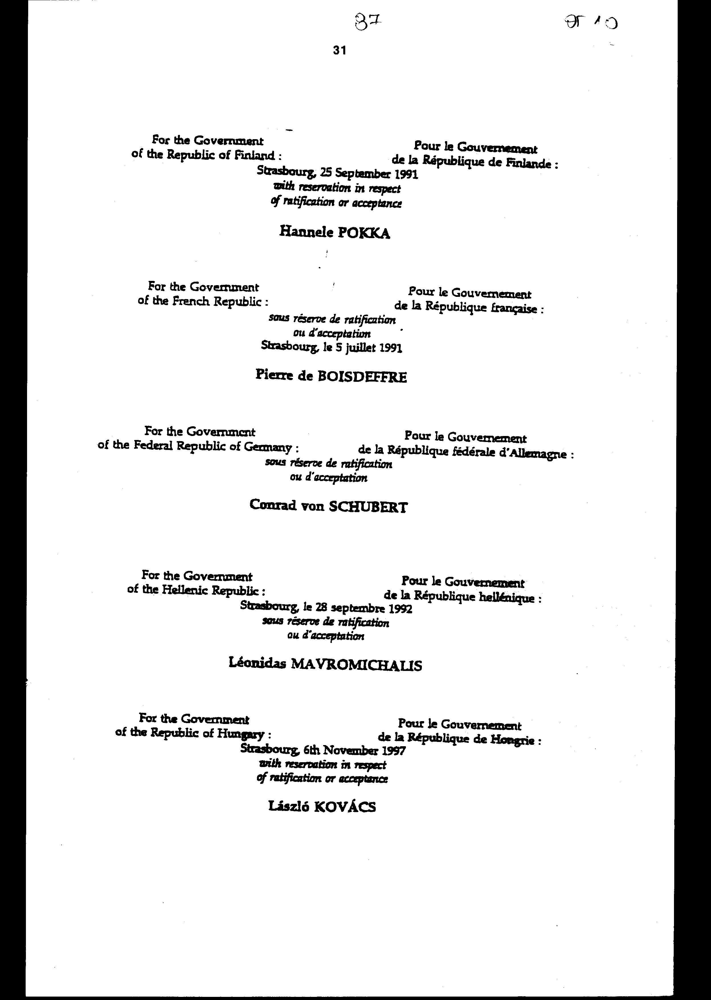 87
31
For the Government
of the Republic of Finland :
Pour le Gouvernement
de la République de Finlande :
Strasbourg, 25 September 1991
with reservation in respect
of ratification or acceptance
Hannele POKKA
For the Government
of the French Republic :
Pour le Gouvernement
de la République française :
sous réserve de ratification
ou d'acceptation
Strasbourg, le 5 juillet 1991
Pierre de BOISDEFFRE
For the Government
of the Federal Republic of Germany :
Pour le Gouvernement
de la République fédérale d'Allemagne :
sous réserve de ratification
ou d'acceptation
Conrad von SCHUBERT
For the Government
of the Hellenic Republic :
Pour le Gouvernement
de la République hellénique :
Strasbourg, le 28 septembre 1992
sous réserve de ratification
ou d'acceptation
Léonidas MAVROMICHALIS
For the Government
of the Republic of Hungary :
Pour le Gouvernement
de la République de Hongrie :
Strasbourg, 6th November 1997
with reservation in respect
of ratification or acceptance
László KOVÁCS